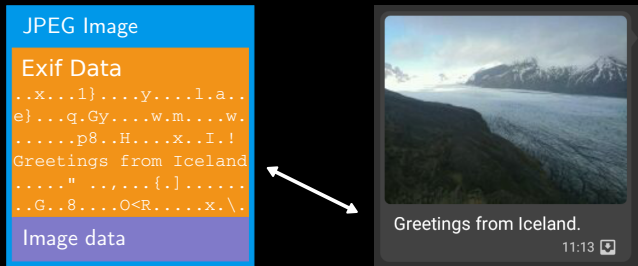 JPEG Image
Exif Data
..x...1}....y....l.a..
e}...q.Gy....w.m....w.
......p8..H....x..I.!
Greetings from Iceland
....." ..,...{.]......
..G..8....O<R.....x.\.
Image data
Greetings from Iceland.
11:13